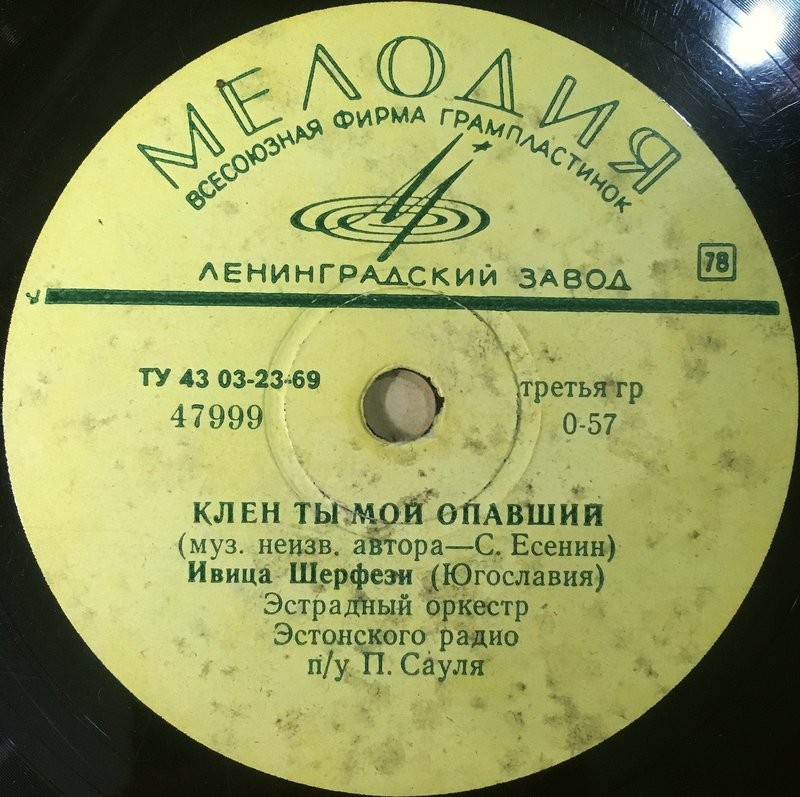 МЕЛОДИЯ
ВСЕСОЮЗНАЯ ФИРМА ГРАМПЛАСТИНОК
ЛЕНИНГРАДСКИЙ ЗАВОД
78
ТУ 43 03-23-69
третья гр
47999
0-57
КЛЕН ТЫ МОЙ ОПАВШИЙ
(муз. неизв. автора—С. Есенин)
Ивица Шерфези (Югославия)
Эстрадный оркестр
Эстонского радио
п/у П. Сауля